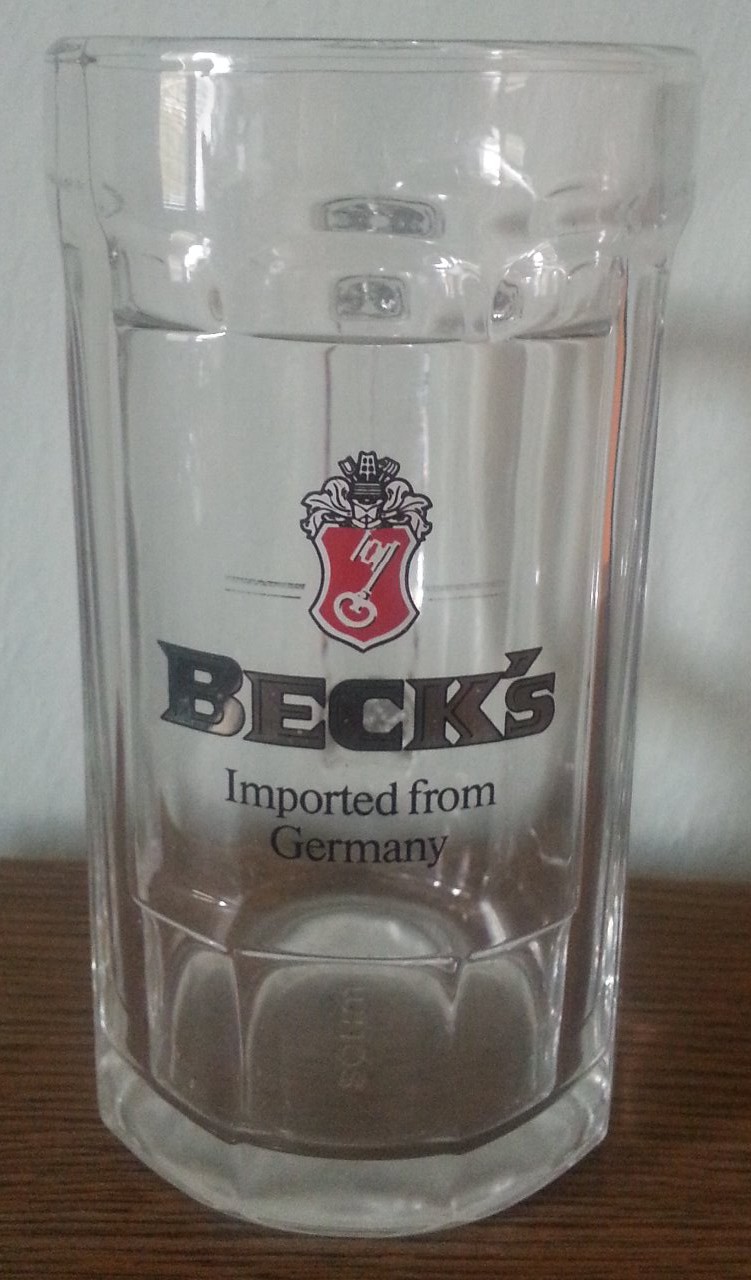 BECK'S
Imported from
Germany